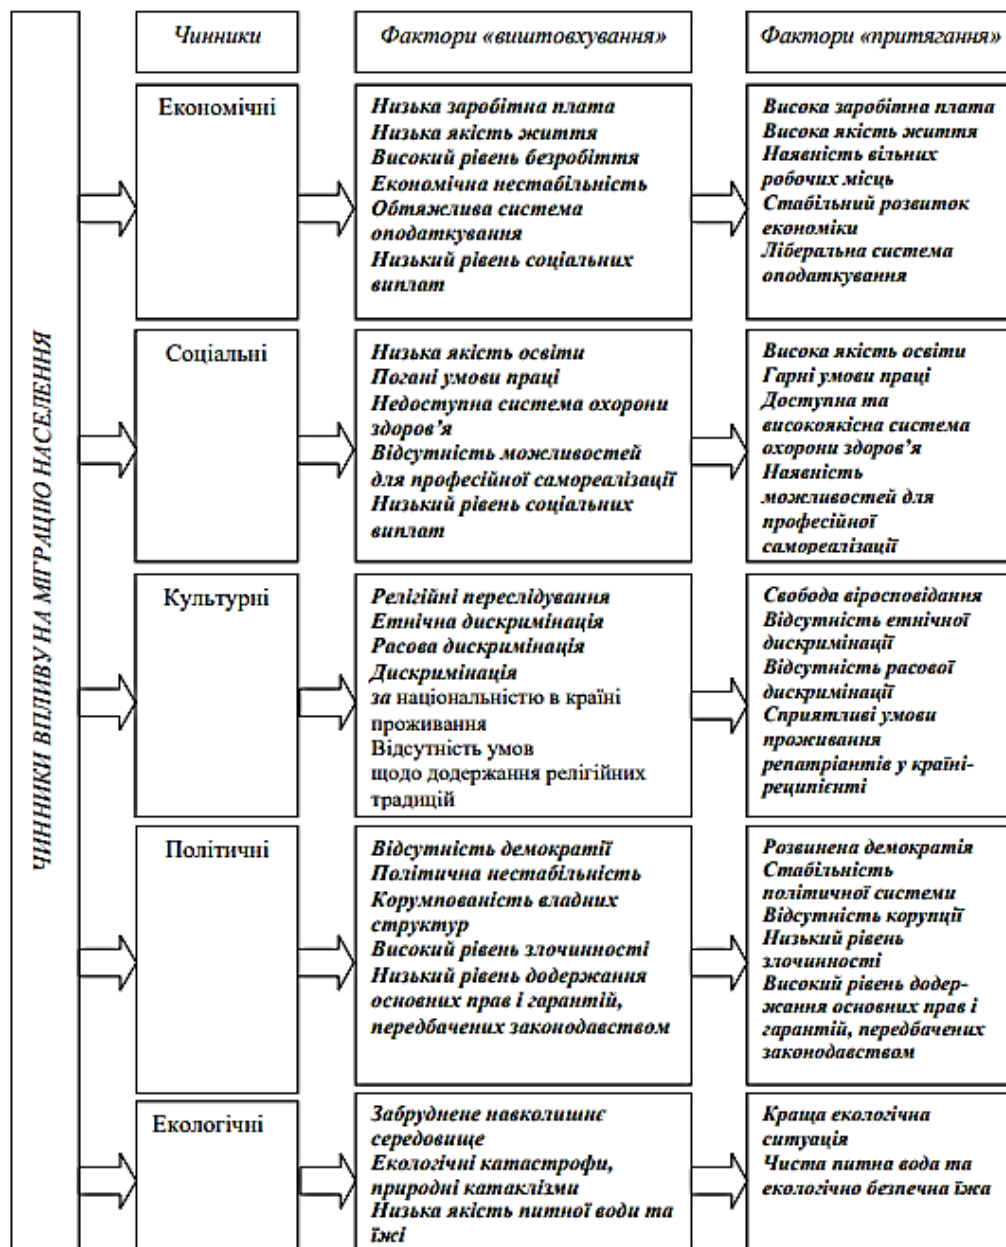 ЧИННИКИ ВПЛИВУ НА МІГРАЦІЮ НАСЕЛЕННЯ
Чинники
Фактори «виштовхування»
Фактори «притягання»
Економічні
Низька заробітна плата
Низька якість життя
Високий рівень безробіття
Економічна нестабільність
Обтяжлива система
оподаткування
Низький рівень соціальних
виплат
Висока заробітна плата
Висока якість життя
Наявність вільних
робочих місць
Стабільний розвиток
економіки
Ліберальна система
оподаткування
Соціальні
Низька якість освіти
Погані умови праці
Недоступна система охорони
здоров’я
Відсутність можливостей
для професійної самореалізації
Низький рівень соціальних
виплат
Висока якість освіти
Гарні умови праці
Доступна та
високоякісна система
охорони здоров’я
Наявність
можливостей для
професійної
самореалізації
Культурні
Релігійні переслідування
Етнічна дискримінація
Расова дискримінація
Дискримінація
за національністю в країні
проживання
Відсутність умов
щодо додержання релігійних
традицій
Свобода віросповідання
Відсутність етнічної
дискримінації
Відсутність расової
дискримінації
Сприятливі умови
проживання
репатріантів у країні-
реципієнті
Політичні
Відсутність демократії
Політична нестабільність
Корумпованість владних
структур
Високий рівень злочинності
Низький рівень додержання
основних прав і гарантій,
передбачених законодавством
Розвинена демократія
Стабільність
політичної системи
Відсутність корупції
Низький рівень
злочинності
Високий рівень додер-
жання основних прав і
гарантій, передбачених
законодавством
Екологічні
Забруднене навколишнє
середовище
Екологічні катастрофи,
природні катаклізми
Низька якість питної води та
їжі
Краща екологічна
ситуація
Чиста питна вода та
екологічно безпечна їжа